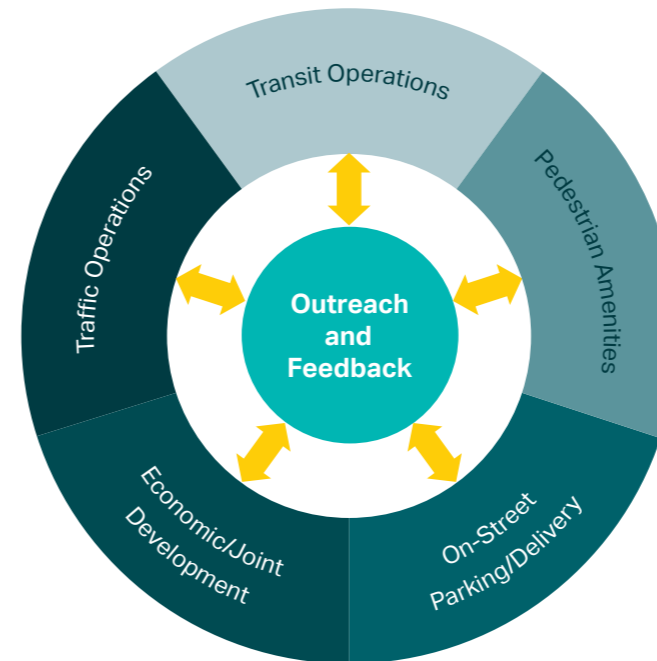 Transit Operations
Pedestrian Amenities
On-Street
Parking/Delivery
Economic/Joint
Development
Traffic Operations
Outreach
and
Feedback